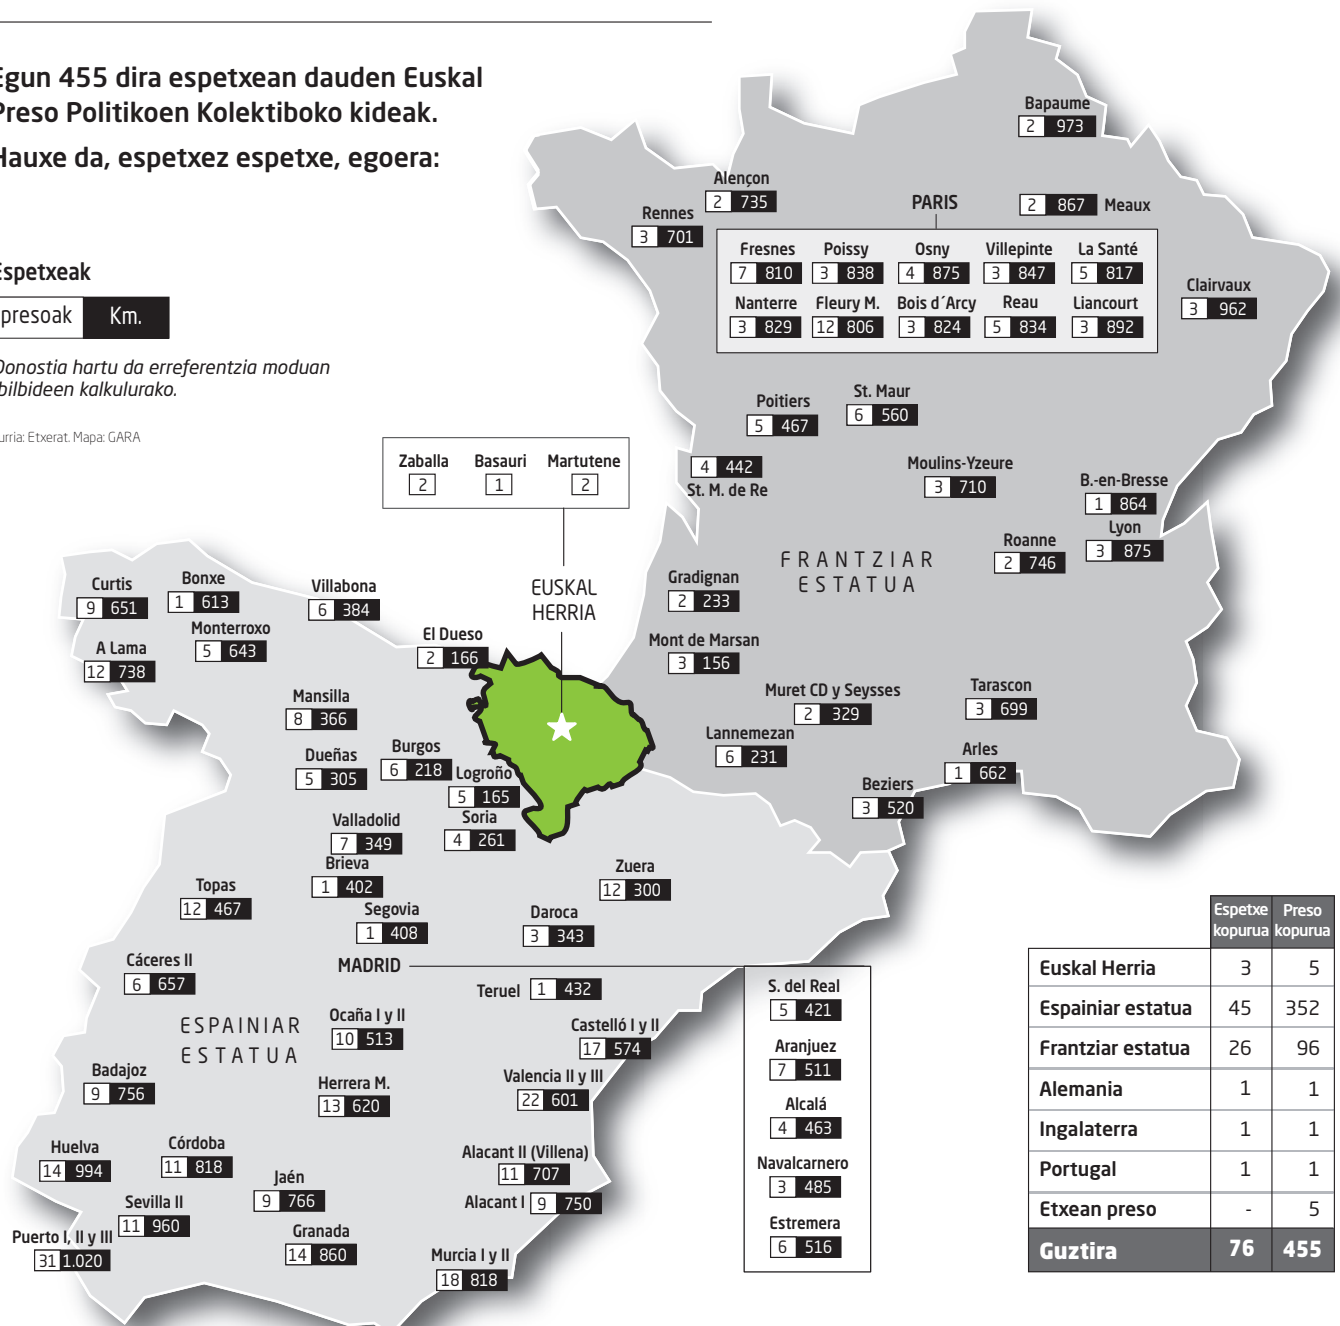 Egun 455 dira espetxean dauden Euskal
Preso Politikoen Kolektiboko kideak.
Hauxe da, espetxez espetxe, egoera:
Espetxeak
presoak Km.
Donostia hartu da erreferentzia moduan
ibilbideen kalkulurako.
Iturria: Etxerat. Mapa: GARA
Bapaume
2 973
Alençon
2 735
Rennes
3 701
2 867 Meaux
PARIS
Fresnes Poissy Osny Villepinte La Santé
7 810 3 838 4 875 3 847 5 817
Nanterre Fleury M. Bois d´Arcy Reau Liancourt
3 829 12 806 3 824 5 834 3 892
Clairvaux
3 962
Poitiers
5 467
St. Maur
6 560
4 442
St. M. de Re
Moulins-Yzeure
3 710
B.-en-Bresse
1 864
Lyon
3 875
Roanne
2 746
FRANTZIAR
ESTATUA
Gradignan
2 233
Mont de Marsan
3 156
Muret CD y Seysses
2 329
Tarascon
3 699
Lannemezan
6 231
Arles
1 662
Beziers
3 520
Zaballa Basauri Martutene
2 1 2
EUSKAL
HERRIA
Curtis
9 651
Bonxe
1 613
Villabona
6 384
Monterroxo
5 643
A Lama
12 738
El Dueso
2 166
Mansilla
8 366
Dueñas
5 305
Burgos
6 218
Logroño
5 165
Soria
4 261
Valladolid
7 349
Brieva
1 402
Topas
12 467
Segovia
1 408
Zuera
12 300
Daroca
3 343
Cáceres II
6 657
MADRID
Teruel 1 432
S. del Real
5 421
Aranjuez
7 511
Alcalá
4 463
Navalcarnero
3 485
Estremera
6 516
ESPAINIAR
ESTATUA
Ocaña I y II
10 513
Castelló I y II
17 574
Badajoz
9 756
Herrera M.
13 620
Valencia II y III
22 601
Huelva
14 994
Córdoba
11 818
Jaén
9 766
Alacant II (Villena)
11 707
Alacant I 9 750
Sevilla II
11 960
Puerto I, II y III
31 1.020
Granada
14 860
Murcia I y II
18 818
Espetxe kopurua Preso kopurua
Euskal Herria 3 5
Espainiar estatua 45 352
Frantziar estatua 26 96
Alemania 1 1
Ingalaterra 1 1
Portugal 1 1
Etxean preso - 5
Guztira 76 455